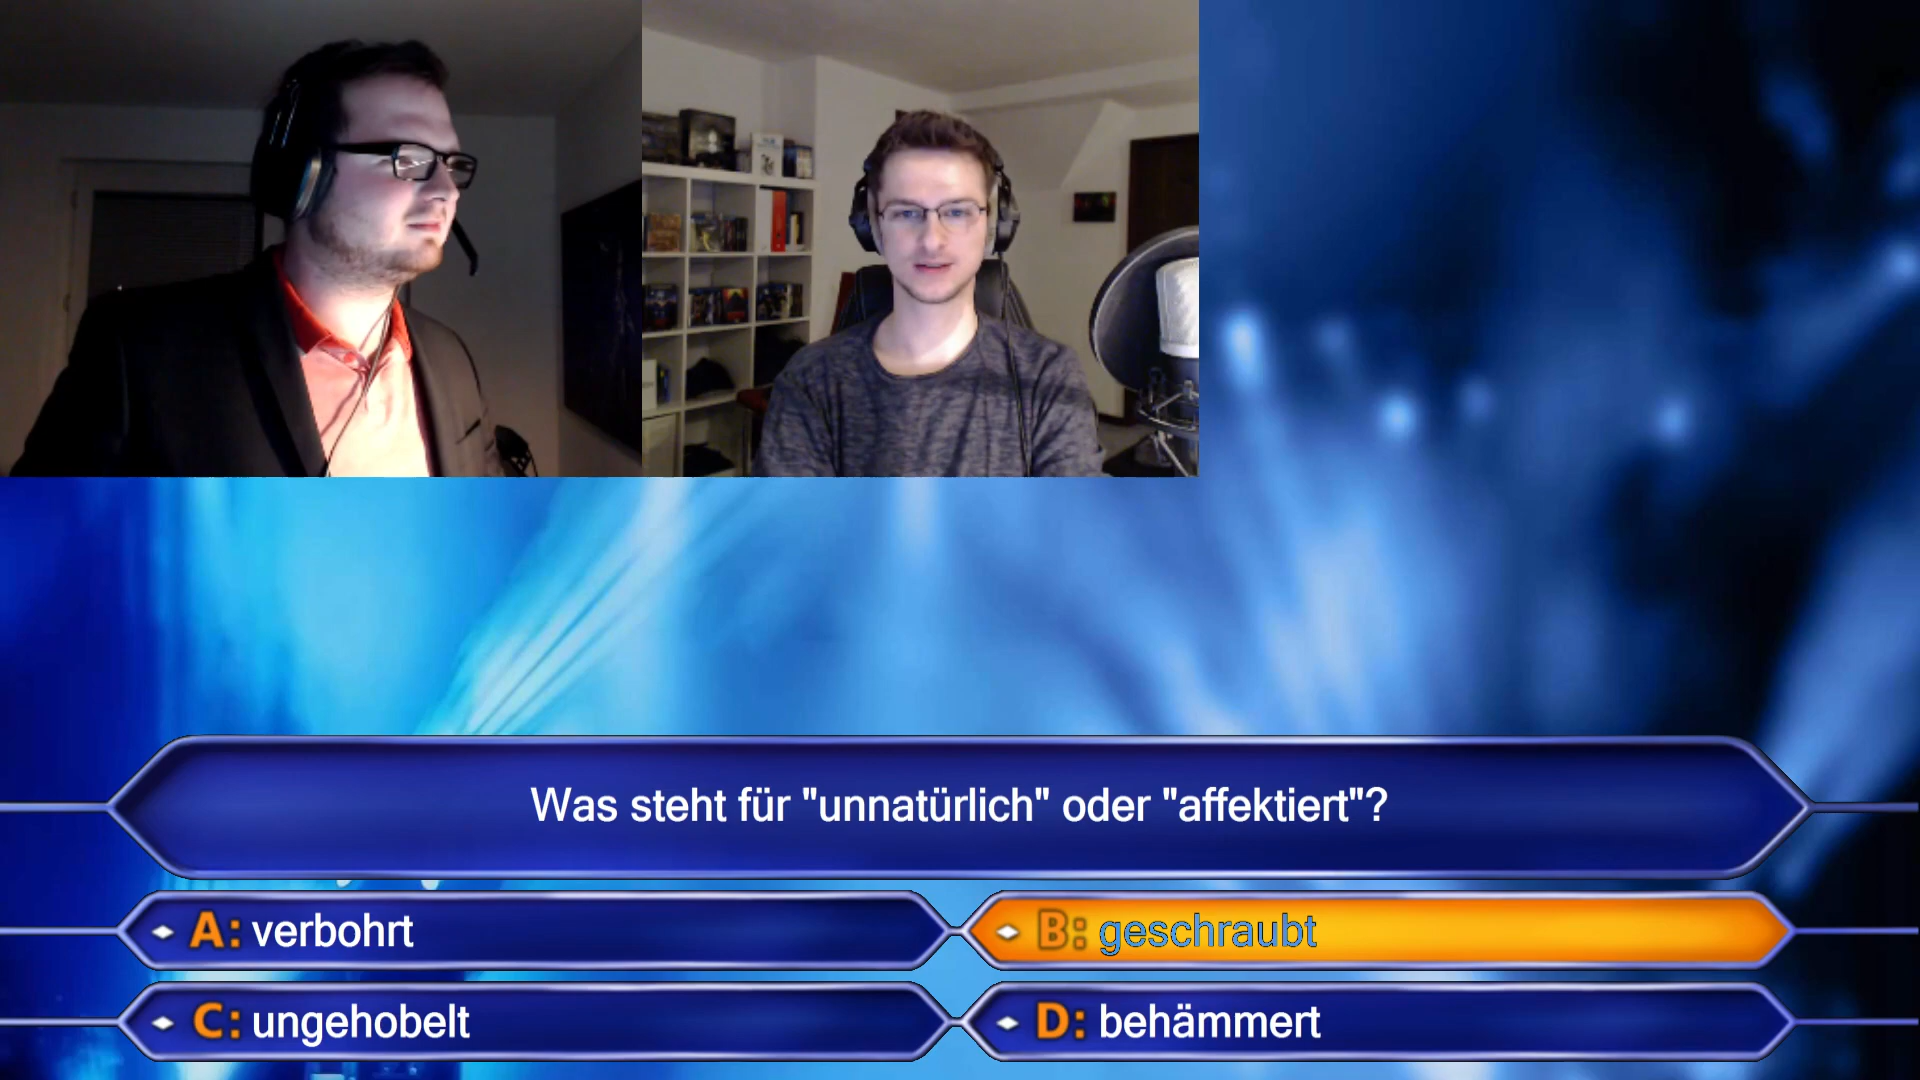 Was steht für "unnatürlich" oder "affektiert"?
A: verbohrt
B: geschraubt
C: ungehobelt
D: behämmert